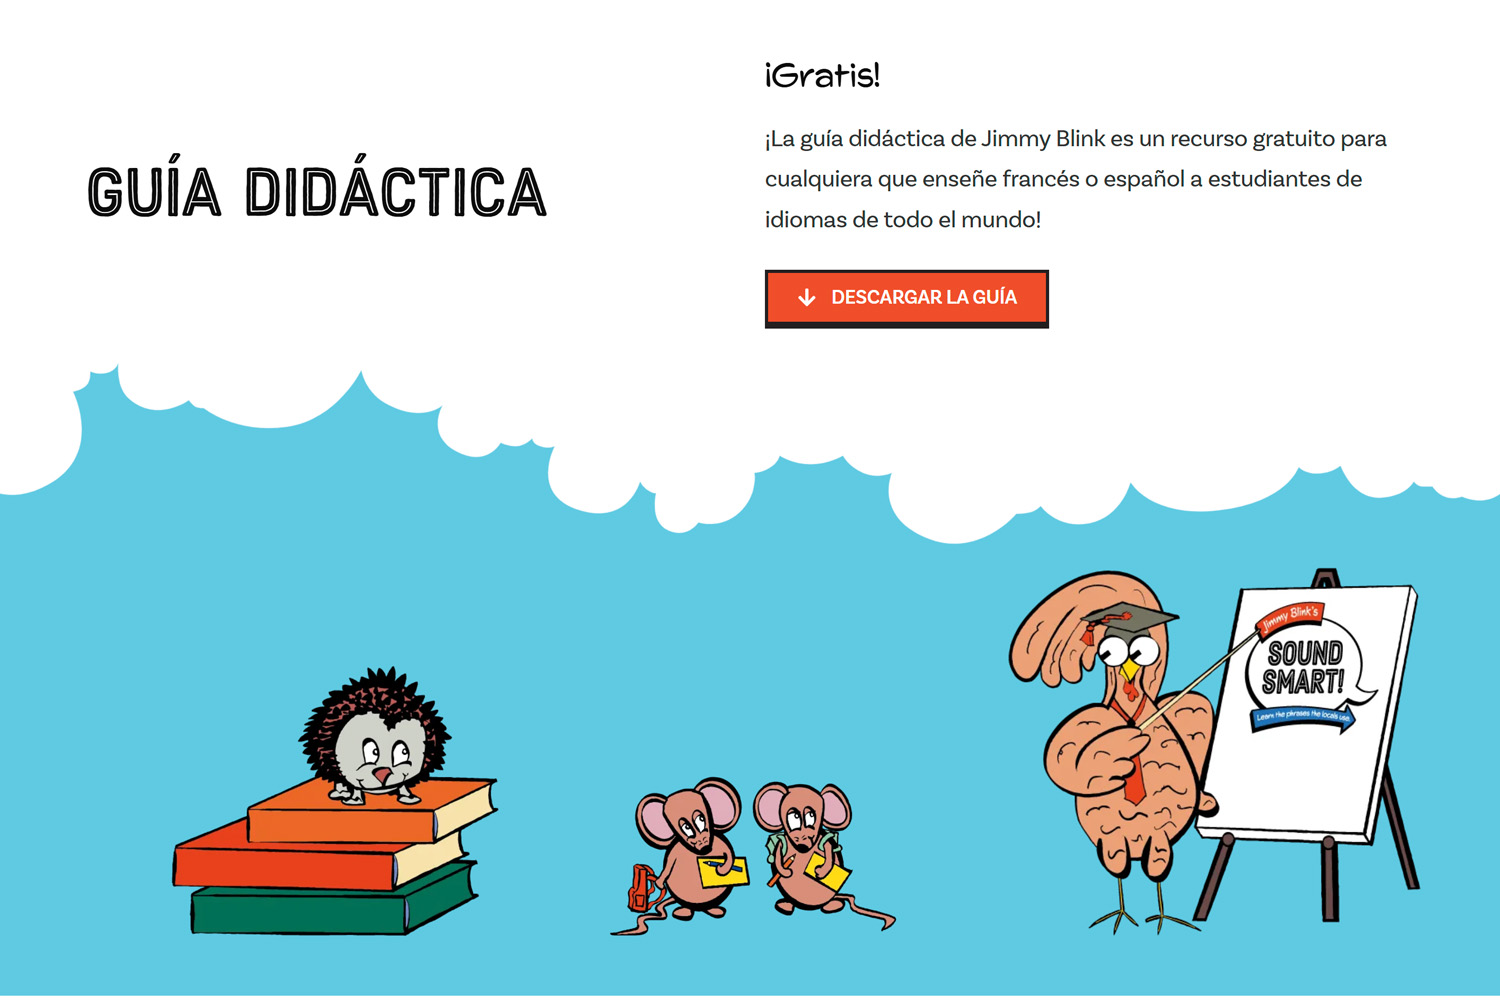 GUÍA DIDÁCTICA
¡Gratis!
¡La guía didáctica de Jimmy Blink es un recurso gratuito para
cualquiera que enseñe francés o español a estudiantes de
idiomas de todo el mundo!
DESCARGAR LA GUÍA
Jimmy Blink's
SOUND
SMART!
Learn the phrases the locals use.